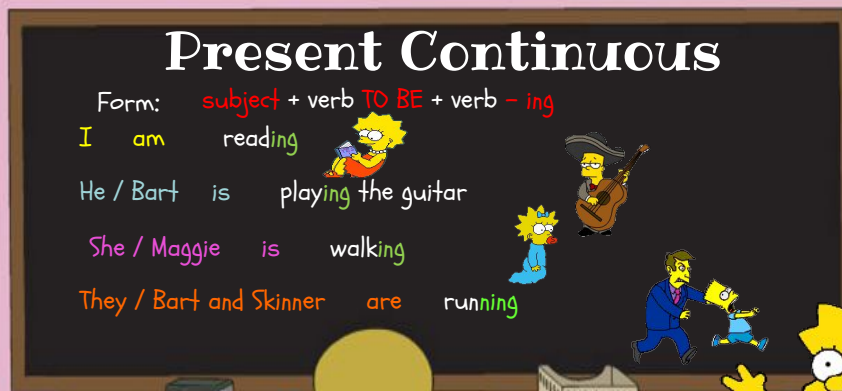 Present Continuous
Form: subject + verb TO BE + verb - ing
I am reading
He / Bart is playing the guitar
She / Maggie is walking
They / Bart and Skinner are running